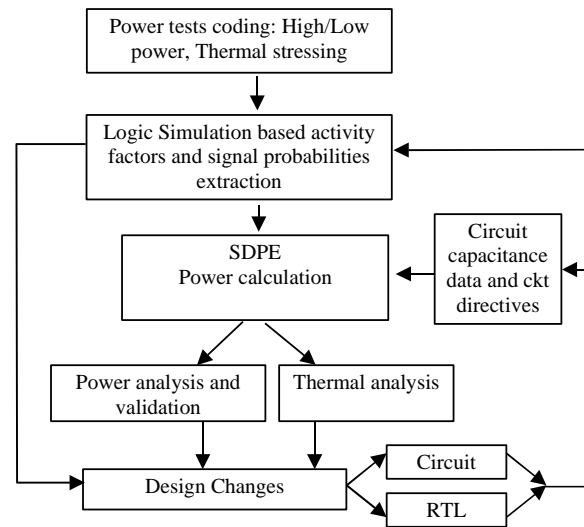 Power tests coding: High/Low
power, Thermal stressing
Logic Simulation based activity
factors and signal probabilities
extraction
SDPE
Power calculation
Circuit
capacitance
data and ckt
directives
Power analysis and
validation
Thermal analysis
Design Changes
Circuit
RTL